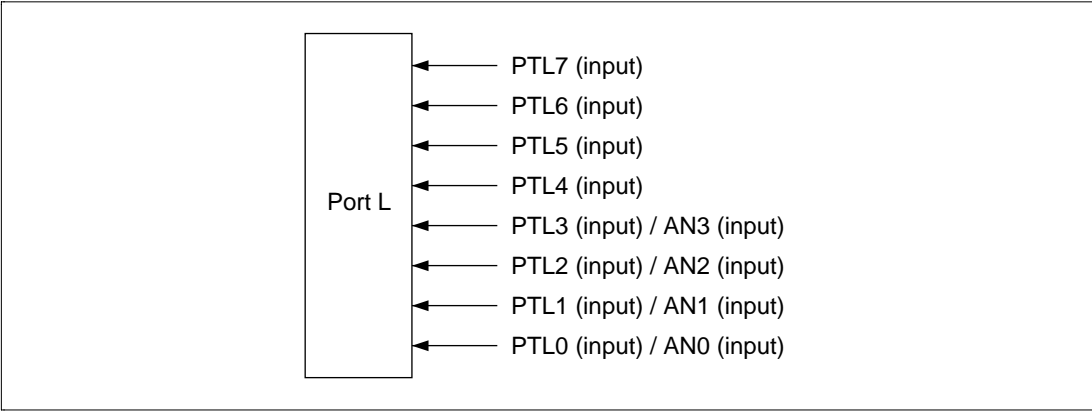 PTL7 (input)
PTL6 (input)
PTL5 (input)
PTL4 (input)
Port L
PTL3 (input) / AN3 (input)
PTL2 (input) / AN2 (input)
PTL1 (input) / AN1 (input)
PTL0 (input) / AN0 (input)